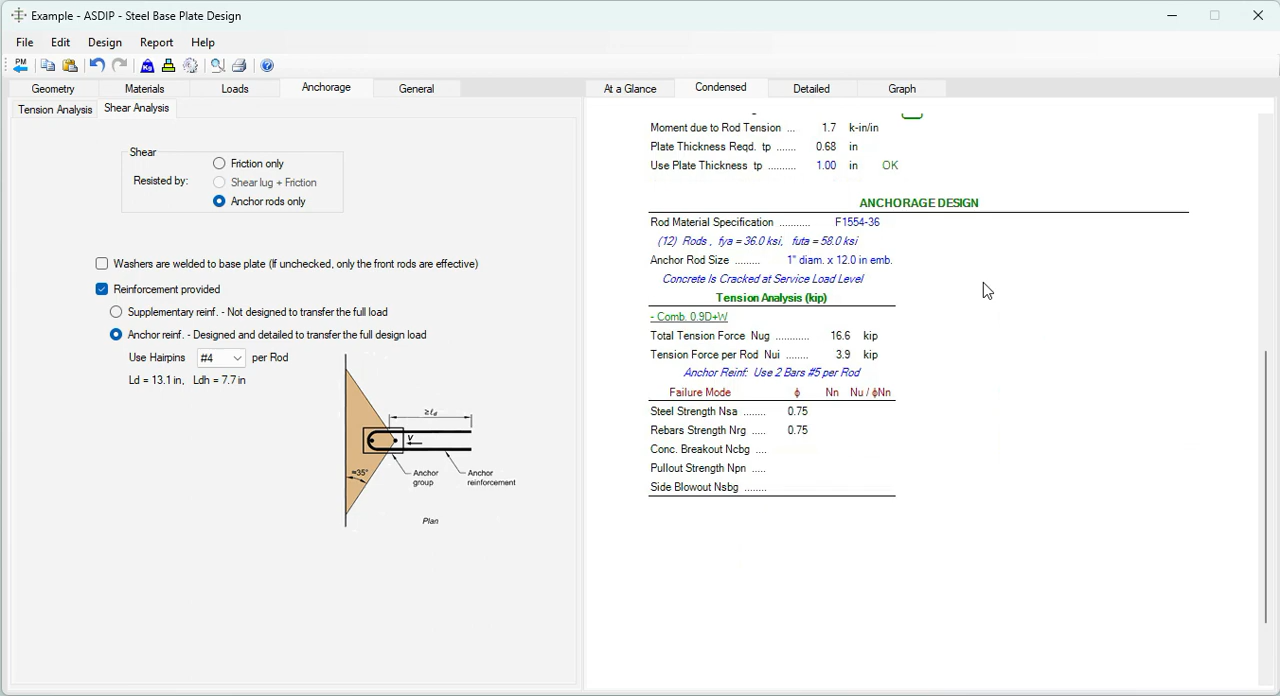 Example - ASDIP - Steel Base Plate Design
File Edit Design Report Help
PM Kg ?
Geometry Materials Loads Anchorage General
Tension Analysis Shear Analysis
Shear
Resisted by:
Friction only
Shear lug + Friction
Anchor rods only
Washers are welded to base plate (If unchecked, only the front rods are effective)
Reinforcement provided
Supplementary reinf. - Not designed to transfer the full load
Anchor reinf. - Designed and detailed to transfer the full design load
Use Hairpins #4 per Rod
Ld = 13.1 in, Ldh = 7.7 in
≥ℓd
V
≈35°
Anchor group
Anchor reinforcement
Plan
At a Glance Condensed Detailed Graph
Moment due to Rod Tension ... 1.7 k-in/in
Plate Thickness Reqd. tp ....... 0.68 in
Use Plate Thickness tp .......... 1.00 in OK
ANCHORAGE DESIGN
Rod Material Specification ........... F1554-36
(12) Rods , fya = 36.0 ksi, futa = 58.0 ksi
Anchor Rod Size ......... 1" diam. x 12.0 in emb.
Concrete Is Cracked at Service Load Level
Tension Analysis (kip)
- Comb. 0.9D+W
Total Tension Force Nug ............ 16.6 kip
Tension Force per Rod Nui ........ 3.9 kip
Anchor Reinf: Use 2 Bars #5 per Rod
Failure Mode ϕ Nn Nu / ϕNn
Steel Strength Nsa ........ 0.75
Rebars Strength Nrg ..... 0.75
Conc. Breakout Ncbg ....
Pullout Strength Npn .....
Side Blowout Nsbg ........